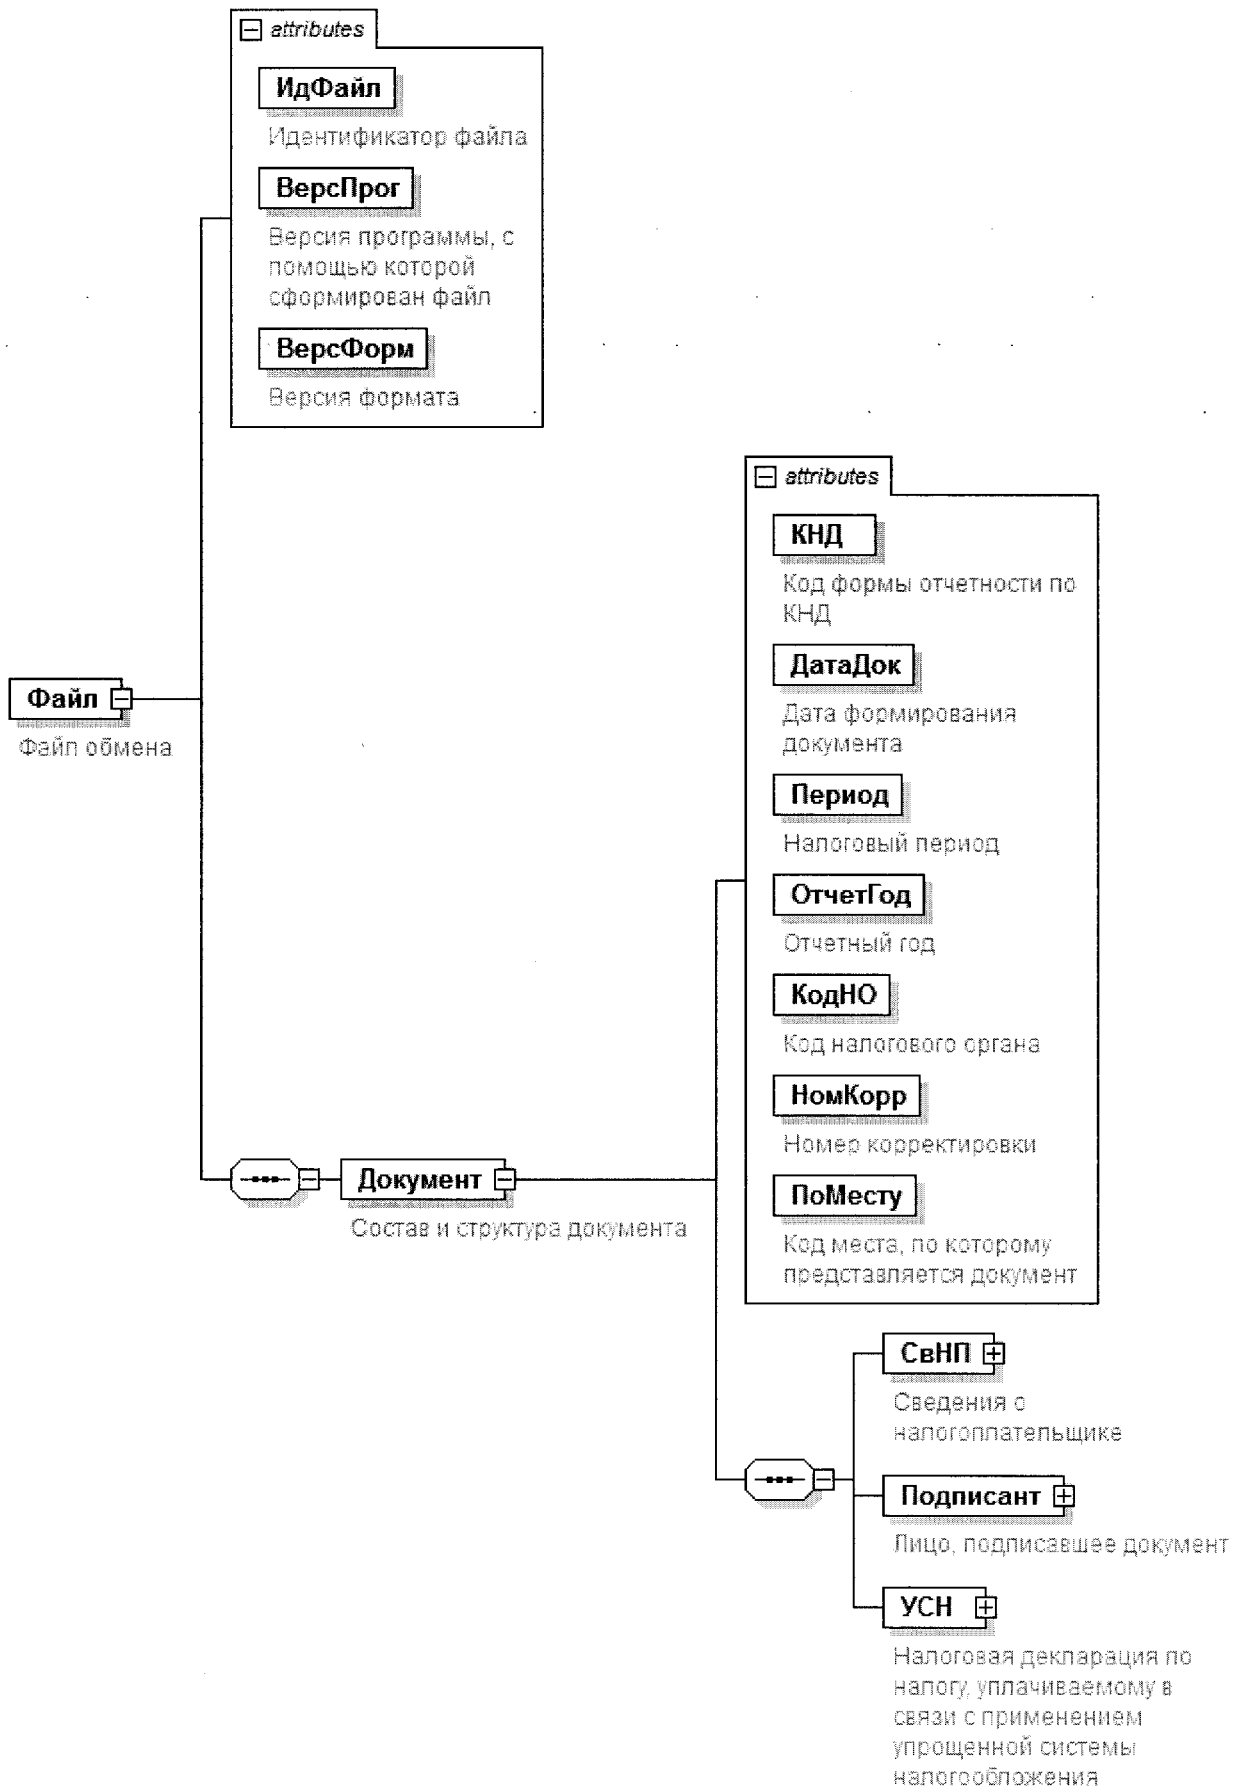 attributes
ИдФайл
Идентификатор файла
ВерсПрог
Версия программы, с
помощью которой
сформирован файл
ВерсФорм
Версия формата
Файл
Файл обмена
Документ
Состав и структура документа
attributes
КНД
Код формы отчетности по
КНД
ДатаДок
Дата формирования
документа
Период
Налоговый период
ОтчетГод
Отчетный год
КодНО
Код налогового органа
НомКорр
Номер корректировки
ПоМесту
Код места, по которому
представляется документ
СвНП
Сведения о
налогоплательщике
Подписант
Лицо, подписавшее документ
УСН
Налоговая декларация по
налогу, уплачиваемому в
связи с применением
упрощенной системы
налогообложения